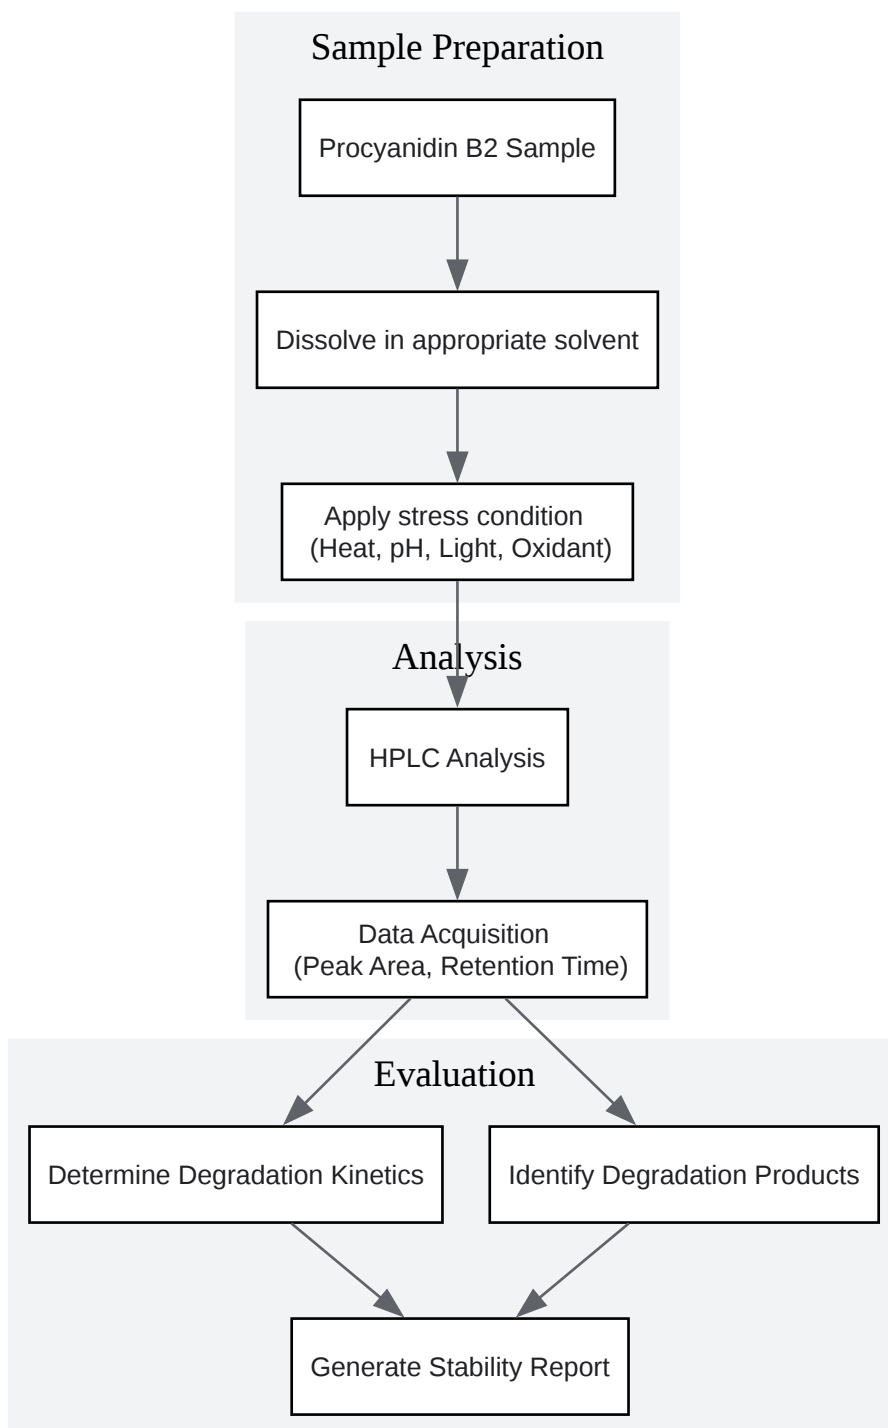 Sample Preparation
Procyanidin B2 Sample
Dissolve in appropriate solvent
Apply stress condition
(Heat, pH, Light, Oxidant)
Analysis
HPLC Analysis
Data Acquisition
(Peak Area, Retention Time)
Evaluation
Determine Degradation Kinetics
Identify Degradation Products
Generate Stability Report